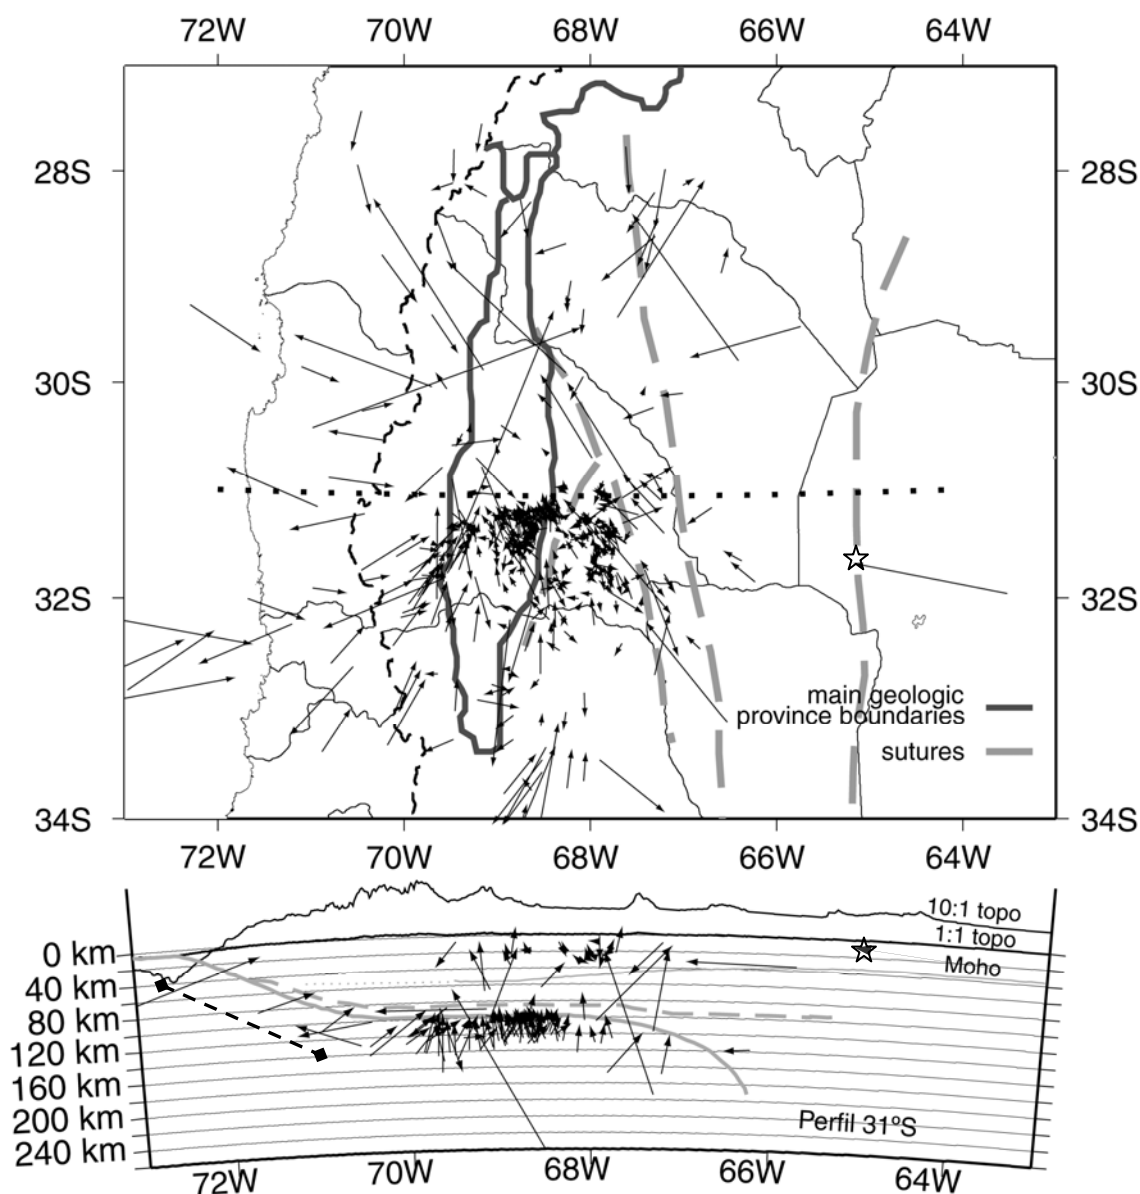 72W 70W 68W 66W 64W
28S 28S
30S 30S
32S 32S
main geologic
province boundaries
sutures
34S 34S
72W 70W 68W 66W 64W
10:1 topo
1:1 topo
0 km
Moho
40 km
80 km
120 km
160 km
200 km
Perfil 31ºS
240 km
72W 70W 68W 66W 64W